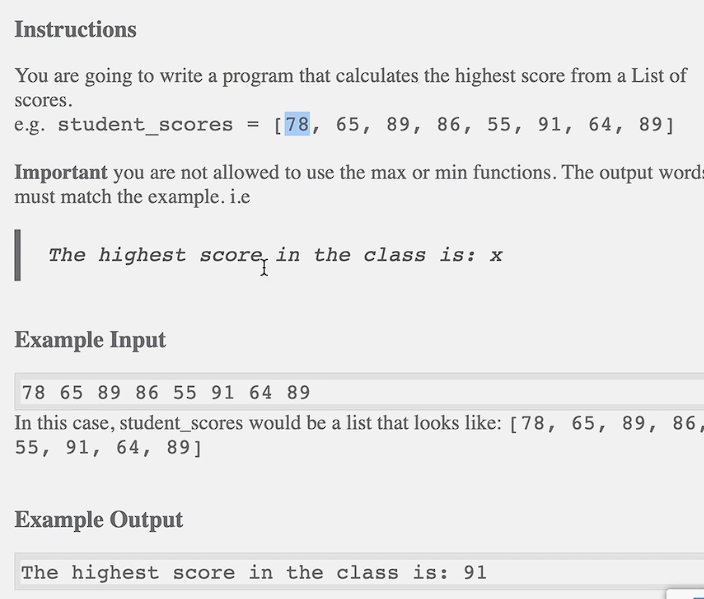 Instructions
You are going to write a program that calculates the highest score from a List of
scores.
e.g. student_scores = [78, 65, 89, 86, 55, 91, 64, 89]
Important you are not allowed to use the max or min functions. The output words
must match the example. i.e
The highest score in the class is: x
Example Input
78 65 89 86 55 91 64 89
In this case, student_scores would be a list that looks like: [78, 65, 89, 86,
55, 91, 64, 89]
Example Output
The highest score in the class is: 91